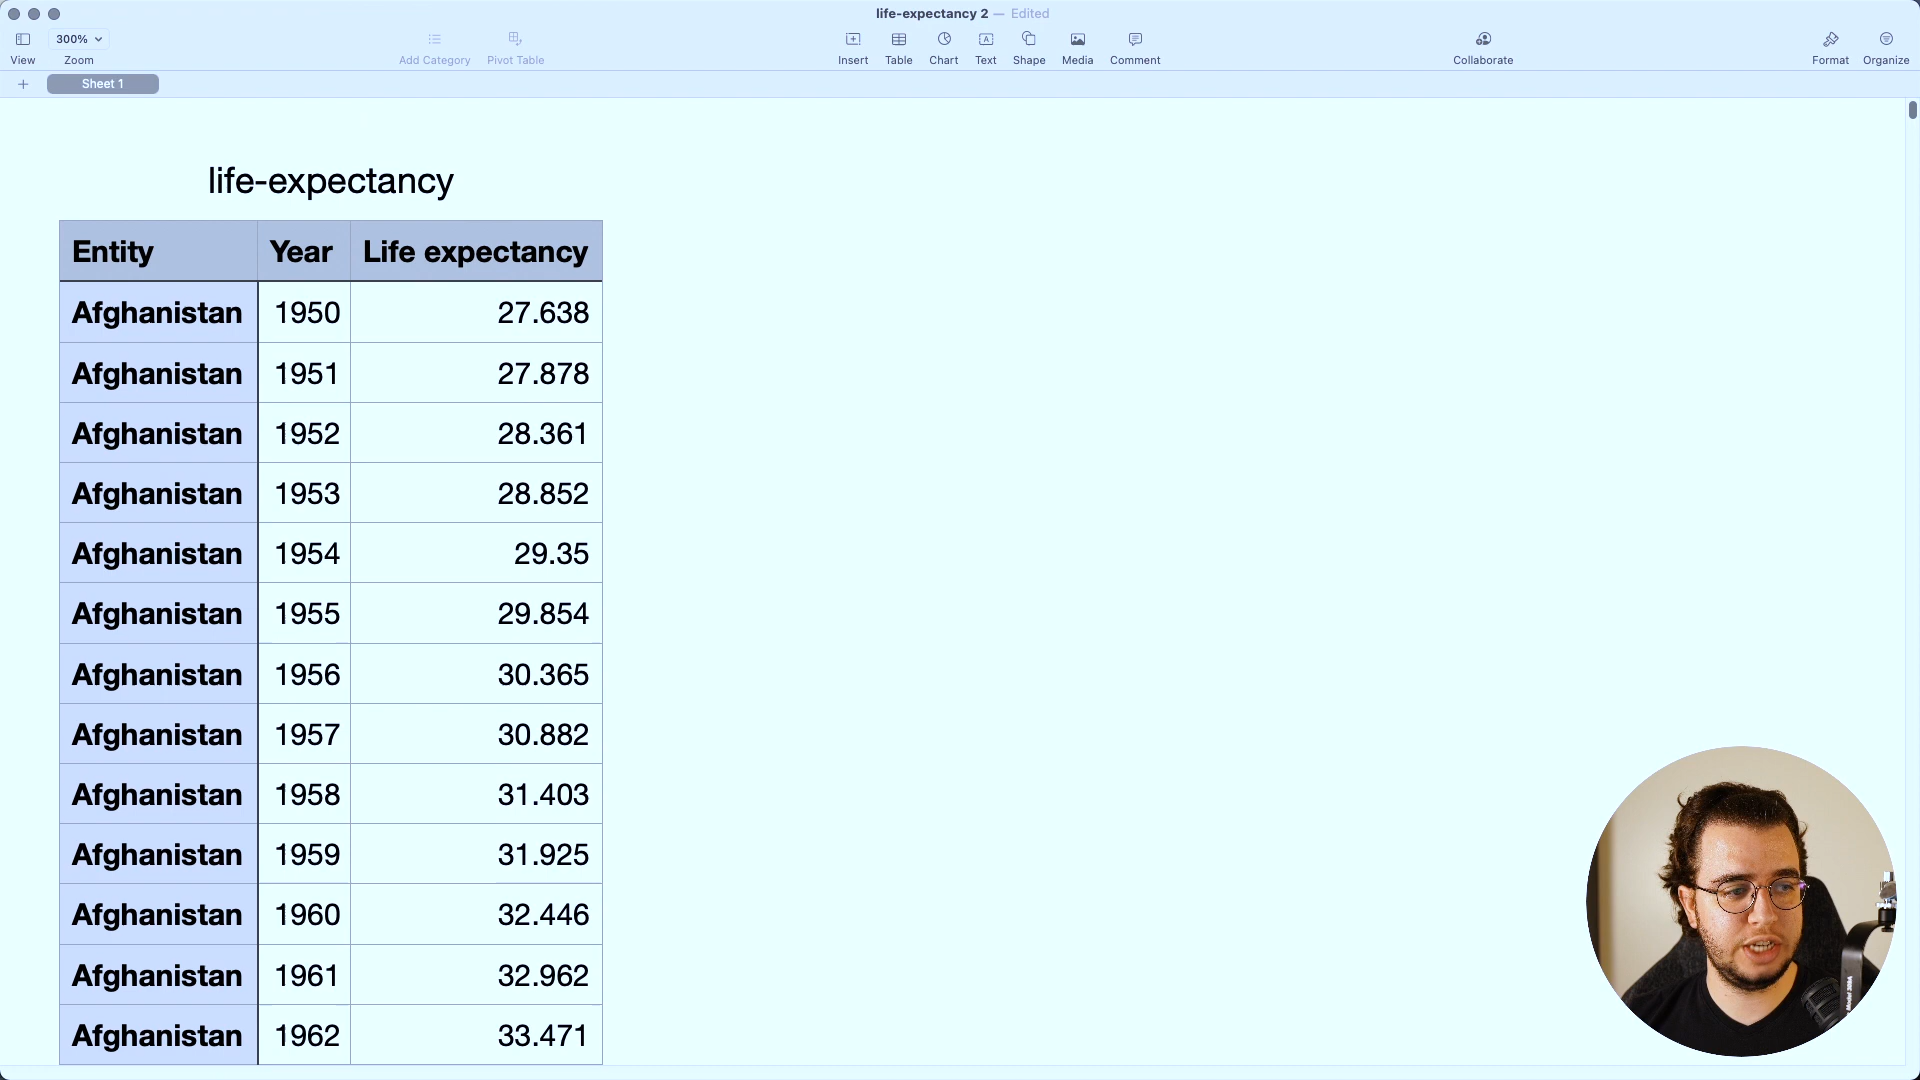 life-expectancy 2 — Edited
300%
View
Zoom
Add Category
Pivot Table
Insert
Table
Chart
Text
Shape
Media
Comment
Collaborate
Format
Organize
Sheet 1
life-expectancy
Entity Year Life expectancy
Afghanistan 1950 27.638
Afghanistan 1951 27.878
Afghanistan 1952 28.361
Afghanistan 1953 28.852
Afghanistan 1954 29.35
Afghanistan 1955 29.854
Afghanistan 1956 30.365
Afghanistan 1957 30.882
Afghanistan 1958 31.403
Afghanistan 1959 31.925
Afghanistan 1960 32.446
Afghanistan 1961 32.962
Afghanistan 1962 33.471